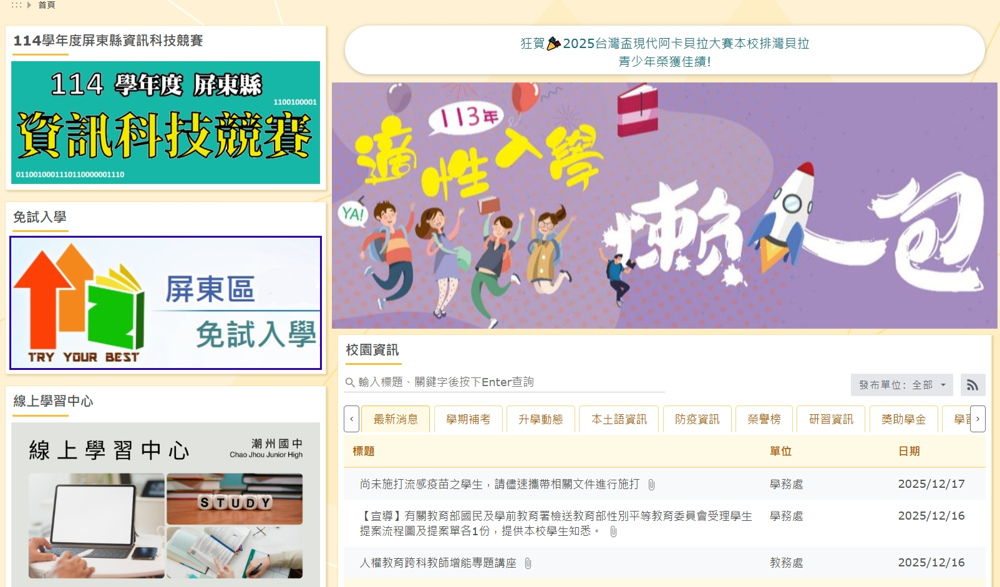 首頁
114學年度屏東縣資訊科技競賽
114 學年度 屏東縣
1100100001
資訊科技競賽
0110010001110110000001110
免試入學
屏東區
免試入學
TRY YOUR BEST
線上學習中心
線上學習中心
潮州國中
Chao Jhou Junior High
STUDY
狂賀🎉2025台灣盃現代阿卡貝拉大賽本校排灣貝拉
青少年榮獲佳績!
113年
適性入學
YA!
懶人包
校園資訊
輸入標題、關鍵字後按下Enter查詢
發布單位: 全部
最新消息 學期補考 升學動態 本土語資訊 防疫資訊 榮譽榜 研習資訊 獎助學金 學習
標題 單位 日期
尚未施打流感疫苗之學生，請儘速攜帶相關文件進行施打 學務處 2025/12/17
【宣導】有關教育部國民及學前教育署檢送教育部性別平等教育委員會受理學生 學務處 2025/12/16
提案流程圖及提案單各1份，提供本校學生知悉。
人權教育跨科教師增能專題講座 教務處 2025/12/16